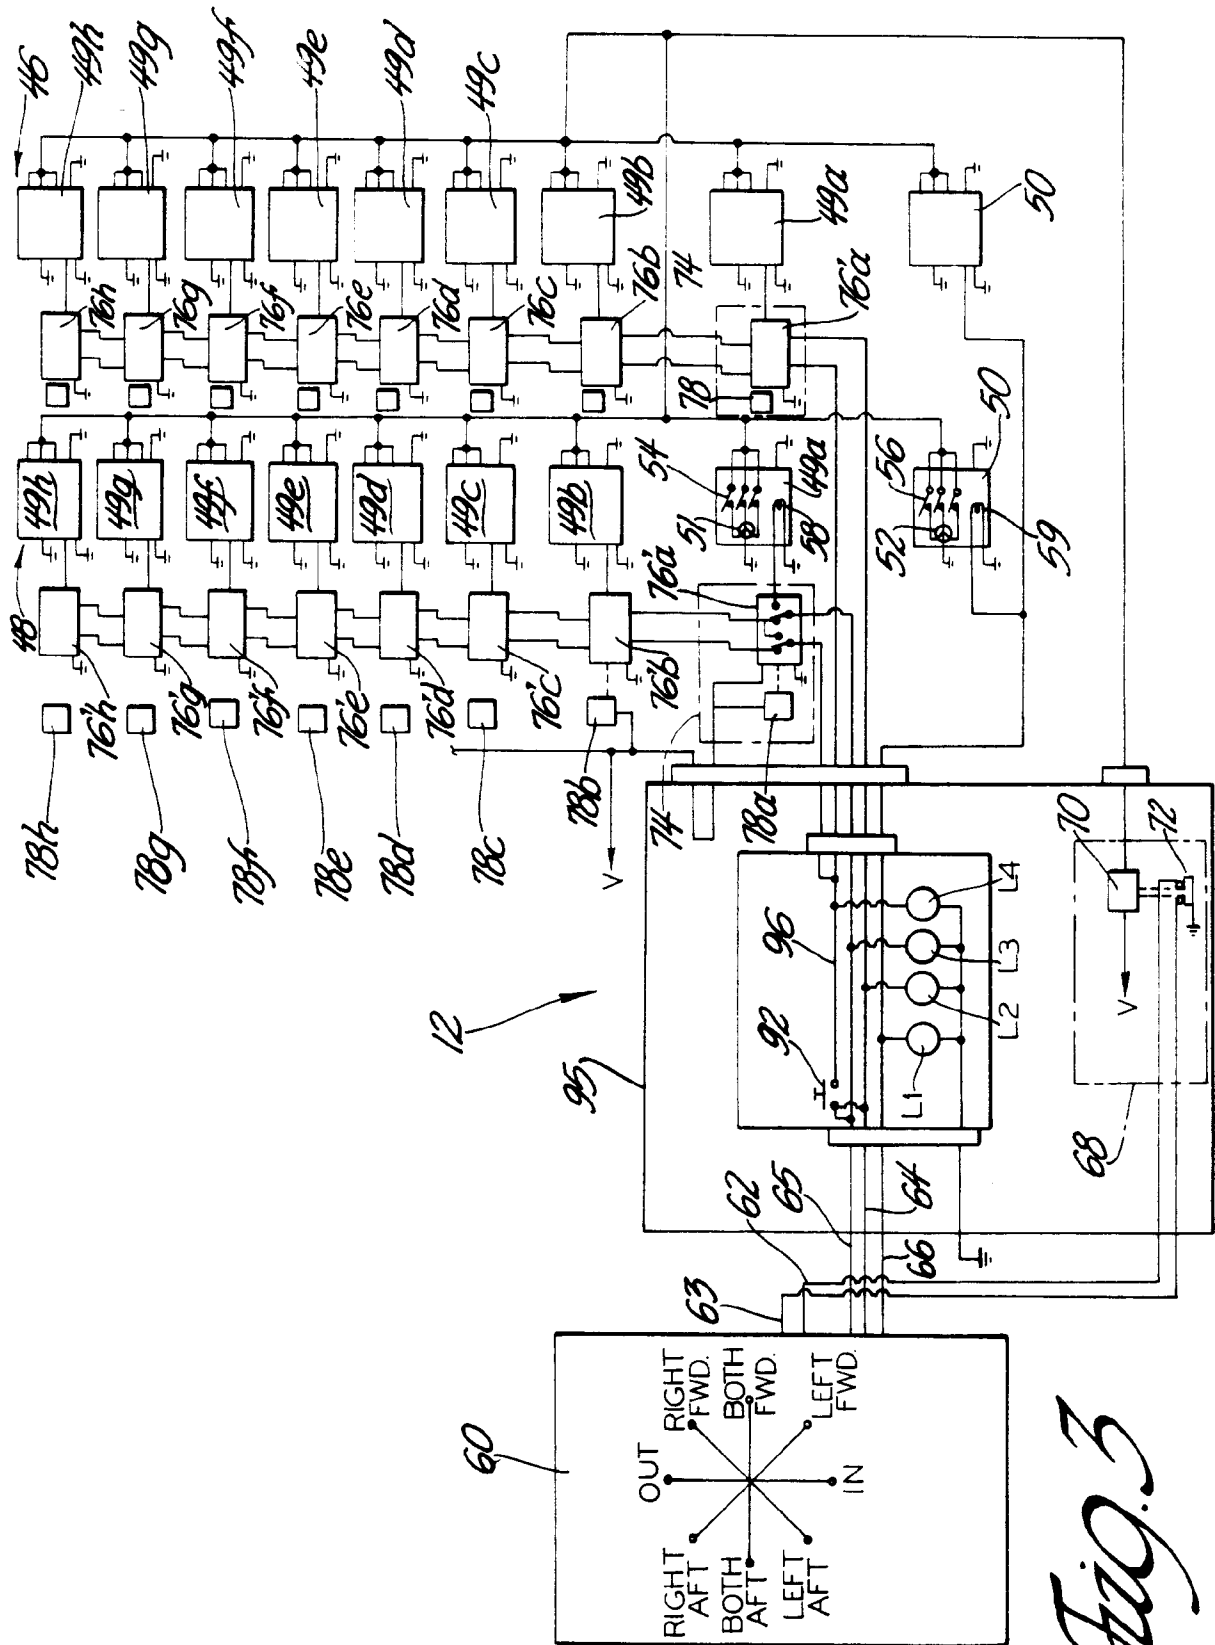 46
49h
49g
49f
49e
49d
49c
49b
74
49a
50
76h
76g
76f
76e
76d
76c
76b
76'a
78
48
49h
49g
49f
49e
49d
49c
49b
54
51
49a
58
56
52
50
59
76'h
76'g
76'f
76'e
76'd
76'c
76'b
76'a
78h
78g
78f
78e
78d
78c
78b
78a
74
V
12
95
92
96
L1
L2
L3
L4
70
72
V
68
62
65
64
63
66
60
OUT
RIGHT FWD.
BOTH FWD.
LEFT FWD.
IN
LEFT AFT
BOTH AFT
RIGHT AFT
Fig. 3